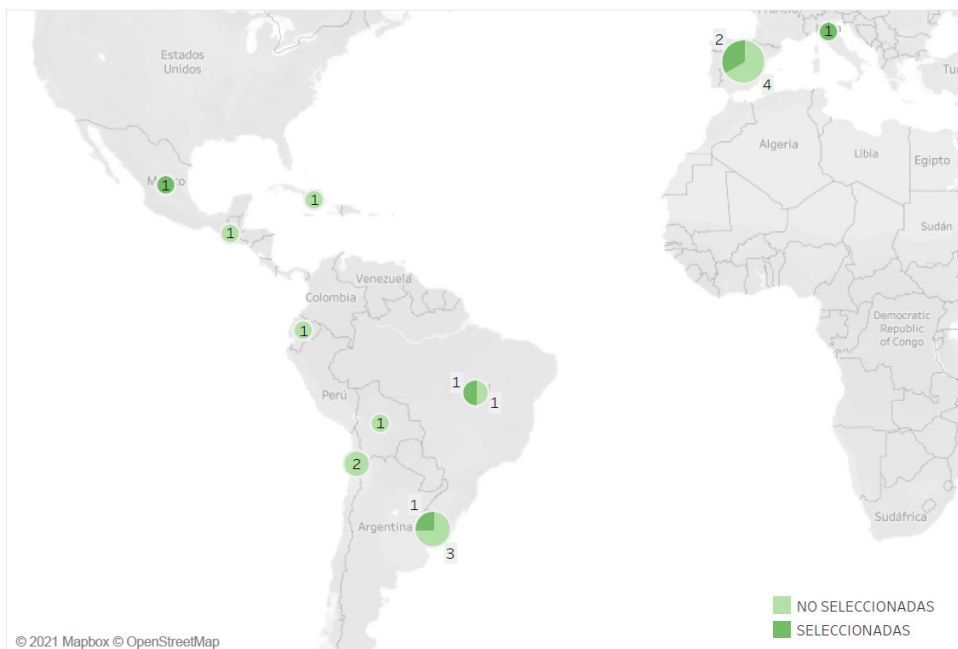 Francia
1
2
Estados
Unidos
4
Algeria
Libia
Egipto
México
1
1
Sudán
1
Venezuela
Colombia
1
Democratic
Republic
of Congo
1
1
Perú
1
2
1
Argentina
Sudáfrica
3
NO SELECCIONADAS
SELECCIONADAS
© 2021 Mapbox © OpenStreetMap